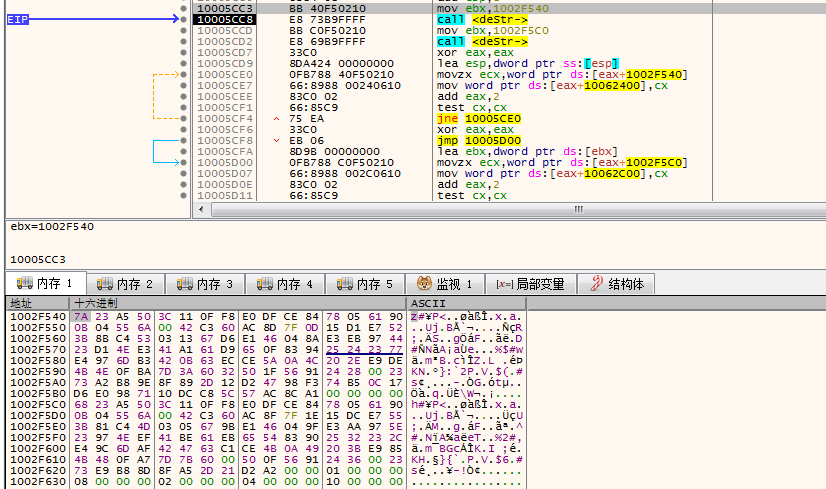 EIP
10005CC3 BB 40F50210 mov ebx,1002F540
10005CC8 E8 73B9FFFF call <deStr->
10005CCD BB C0F50210 mov ebx,1002F5C0
10005CD2 E8 69B9FFFF call <deStr->
10005CD7 33C0 xor eax,eax
10005CD9 8DA424 00000000 lea esp,dword ptr ss:[esp]
10005CE0 0FB788 40F50210 movzx ecx,word ptr ds:[eax+1002F540]
10005CE7 66:8988 00240610 mov word ptr ds:[eax+10062400],cx
10005CEE 83C0 02 add eax,2
10005CF1 66:85C9 test cx,cx
10005CF4 75 EA jne 10005CE0
10005CF6 33C0 xor eax,eax
10005CF8 EB 06 jmp 10005D00
10005CFA 8D9B 00000000 lea ebx,dword ptr ds:[ebx]
10005D00 0FB788 C0F50210 movzx ecx,word ptr ds:[eax+1002F5C0]
10005D07 66:8988 002C0610 mov word ptr ds:[eax+10062C00],cx
10005D0E 83C0 02 add eax,2
10005D11 66:85C9 test cx,cx
ebx=1002F540
10005CC3
内存 1 内存 2 内存 3 内存 4 内存 5 监视 1 [x=] 局部变量 结构体
地址 十六进制 ASCII
1002F540 7A 23 A5 50 3C 11 0F F8 E0 DF CE 84 78 05 61 90 z#¥P<..øàßÎ.x.a.
1002F550 0B 04 55 6A 00 42 C3 60 AC 8D 7F 0D 15 D1 E7 52 ..Uj.BÃ`¬....ÑçR
1002F560 3B 8B C4 53 03 13 67 D6 E1 46 04 8A E3 EB 97 44 ;.ÄS..gÖáF..ãë.D
1002F570 23 D1 4E E3 41 A1 61 D9 65 0F 83 94 25 24 23 77 #ÑNãA¡aÙe...%$#w
1002F580 E4 97 6D B3 42 0B 63 EC CE 5A 0A 4C 20 2E E9 DE ä.m³B.cìÎZ.L .éÞ
1002F590 4B 4E 0F BA 7D 3A 60 32 50 1F 56 91 24 28 00 23 KN.º}:`2P.V.$(.#
1002F5A0 73 A2 B8 9E 8F 89 2D 12 D2 47 98 F3 74 B5 0C 17 s¢¸...-.ÒG.ótµ..
1002F5B0 D6 E0 98 71 10 DC C8 5C 57 AC 8A A1 00 00 00 00 Öà.q.ÜÈ\W¬.¡....
1002F5C0 68 23 A5 50 3C 11 0F F8 E0 DF CE 84 78 05 61 90 h#¥P<..øàßÎ.x.a.
1002F5D0 0B 04 55 6A 00 42 C3 60 AC 8F 7F 1E 15 DC E7 55 ..Uj.BÃ`¬....ÜçU
1002F5E0 3B 81 C4 4D 03 05 67 9B E1 46 04 9F E3 AA 97 5E ;.ÄM..g.áF..ãª.^
1002F5F0 23 97 4E EF 41 BE 61 EB 65 54 83 90 25 32 23 2C #.NïA¾aëeT..%2#,
1002F600 E4 9C 6D AF 42 47 63 C1 CE 4B 0A 49 20 3B E9 85 ä.m¯BGcÁÎK.I ;é.
1002F610 4B 48 0F A7 7D 7B 60 00 50 0F 56 91 24 36 00 23 KH.§}{`.P.V.$6.#
1002F620 73 E9 B8 8D 8F A5 2D 21 D2 A2 00 00 01 00 00 00 sé¸..¥-!Ò¢......
1002F630 08 00 00 00 02 00 00 00 04 00 00 00 10 00 00 00 ................